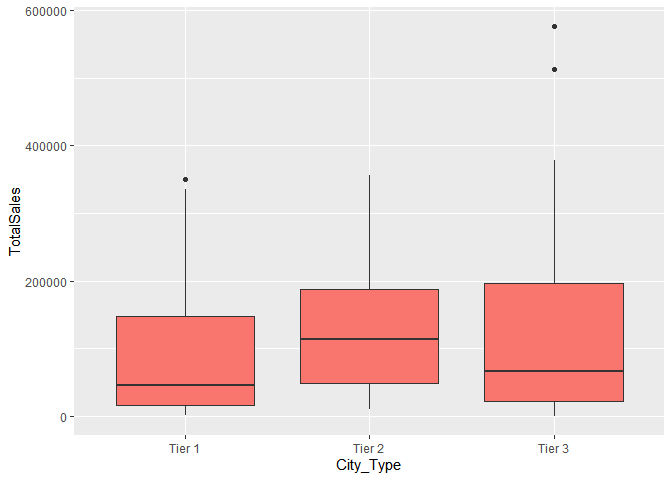 600000
400000
200000
0
TotalSales
Tier 1
Tier 2
Tier 3
City_Type